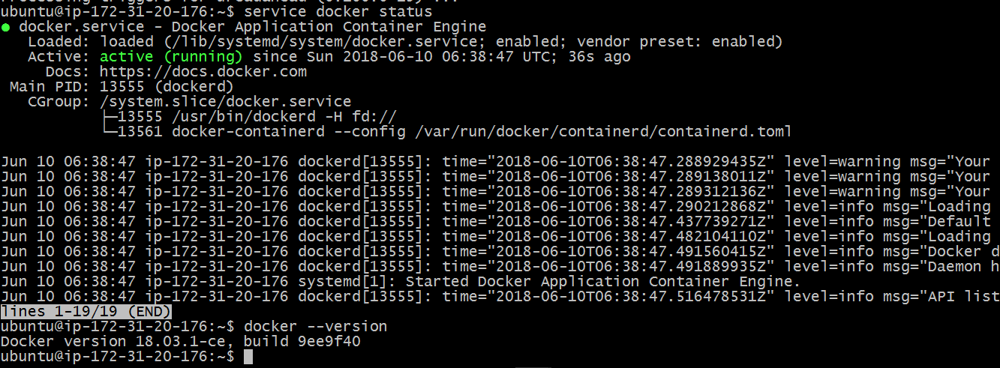 ubuntu@ip-172-31-20-176:~$ service docker status
● docker.service - Docker Application Container Engine
   Loaded: loaded (/lib/systemd/system/docker.service; enabled; vendor preset: enabled)
   Active: active (running) since Sun 2018-06-10 06:38:47 UTC; 36s ago
     Docs: https://docs.docker.com
 Main PID: 13555 (dockerd)
   CGroup: /system.slice/docker.service
           ├─13555 /usr/bin/dockerd -H fd://
           └─13561 docker-containerd --config /var/run/docker/containerd/containerd.toml

Jun 10 06:38:47 ip-172-31-20-176 dockerd[13555]: time="2018-06-10T06:38:47.288929435Z" level=warning msg="Your
Jun 10 06:38:47 ip-172-31-20-176 dockerd[13555]: time="2018-06-10T06:38:47.289138011Z" level=warning msg="Your
Jun 10 06:38:47 ip-172-31-20-176 dockerd[13555]: time="2018-06-10T06:38:47.289312136Z" level=warning msg="Your
Jun 10 06:38:47 ip-172-31-20-176 dockerd[13555]: time="2018-06-10T06:38:47.290212868Z" level=info msg="Loading
Jun 10 06:38:47 ip-172-31-20-176 dockerd[13555]: time="2018-06-10T06:38:47.437739271Z" level=info msg="Default
Jun 10 06:38:47 ip-172-31-20-176 dockerd[13555]: time="2018-06-10T06:38:47.482104110Z" level=info msg="Loading
Jun 10 06:38:47 ip-172-31-20-176 dockerd[13555]: time="2018-06-10T06:38:47.491560415Z" level=info msg="Docker d
Jun 10 06:38:47 ip-172-31-20-176 dockerd[13555]: time="2018-06-10T06:38:47.491889935Z" level=info msg="Daemon h
Jun 10 06:38:47 ip-172-31-20-176 systemd[1]: Started Docker Application Container Engine.
Jun 10 06:38:47 ip-172-31-20-176 dockerd[13555]: time="2018-06-10T06:38:47.516478531Z" level=info msg="API list
lines 1-19/19 (END)
ubuntu@ip-172-31-20-176:~$ docker --version
Docker version 18.03.1-ce, build 9ee9f40
ubuntu@ip-172-31-20-176:~$